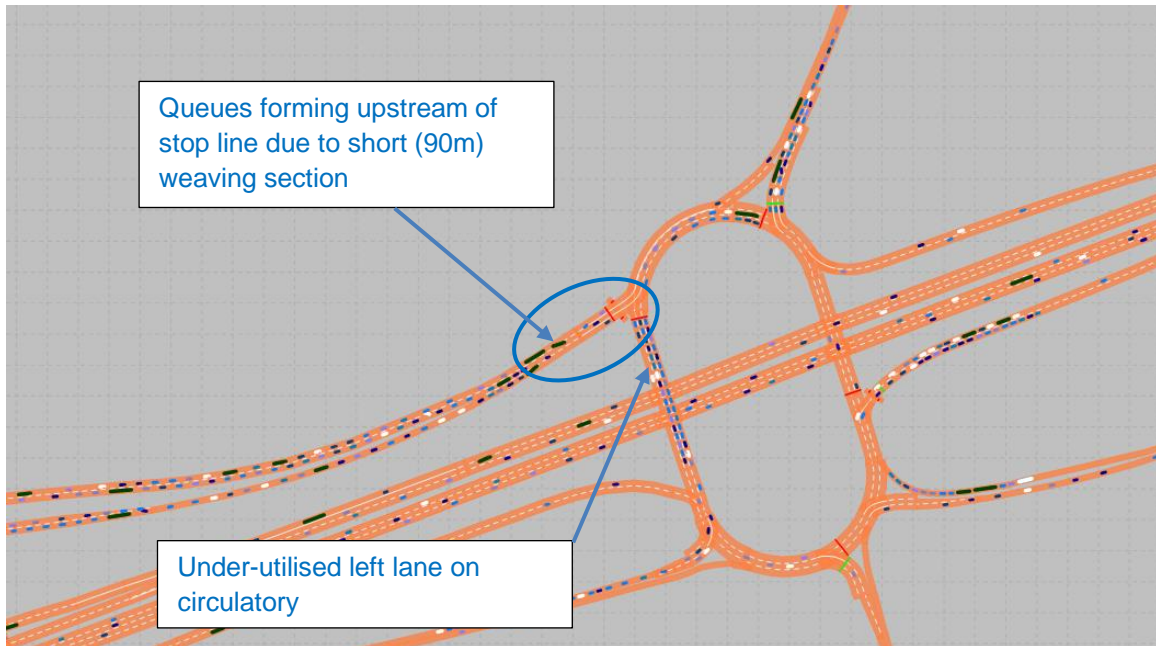 Queues forming upstream of
stop line due to short (90m)
weaving section
Under-utilised left lane on
circulatory